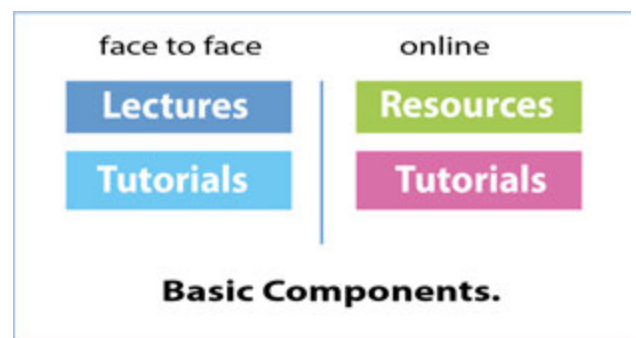 face to face
online
Lectures
Resources
Tutorials
Tutorials
Basic Components.